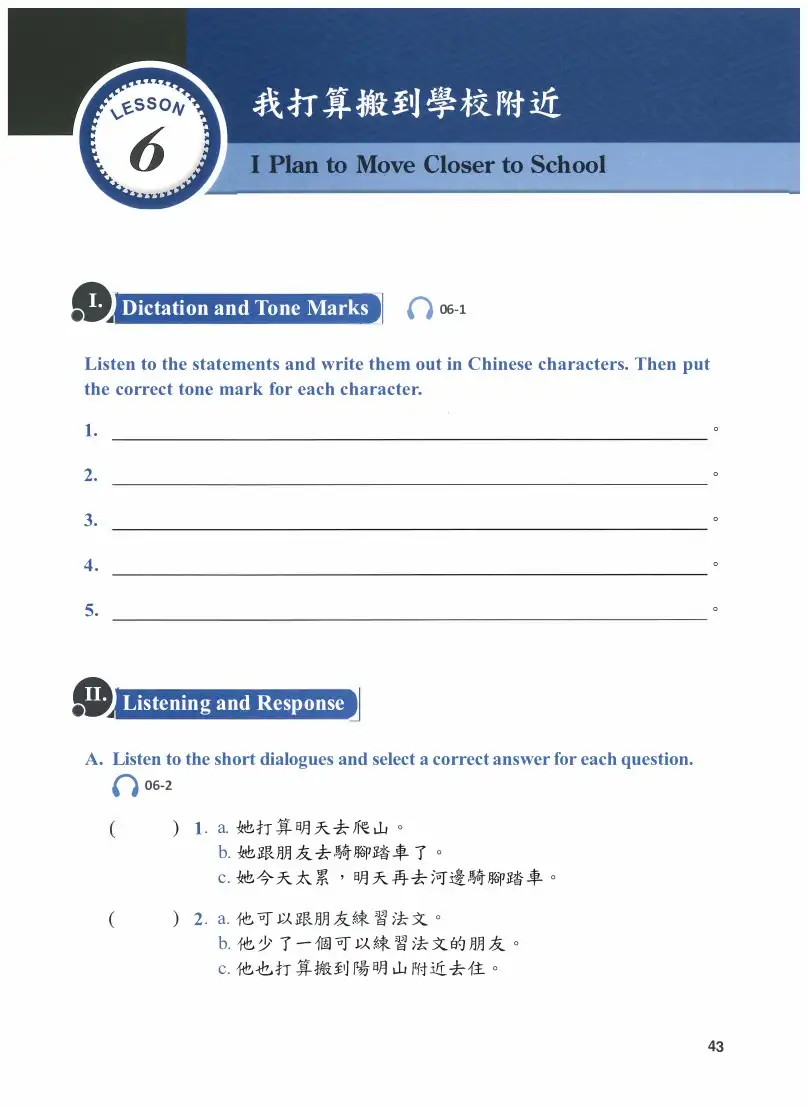 LESSON
6
我打算搬到學校附近
I Plan to Move Closer to School
I. Dictation and Tone Marks 06-1
Listen to the statements and write them out in Chinese characters. Then put
the correct tone mark for each character.
1. 。
2. 。
3. 。
4. 。
5. 。
II. Listening and Response
A. Listen to the short dialogues and select a correct answer for each question.
06-2
( ) 1. a. 她打算明天去爬山。
b. 她跟朋友去騎腳踏車了。
c. 她今天太累，明天再去河邊騎腳踏車。
( ) 2. a. 他可以跟朋友練習法文。
b. 他少了一個可以練習法文的朋友。
c. 他也打算搬到陽明山附近去住。
43